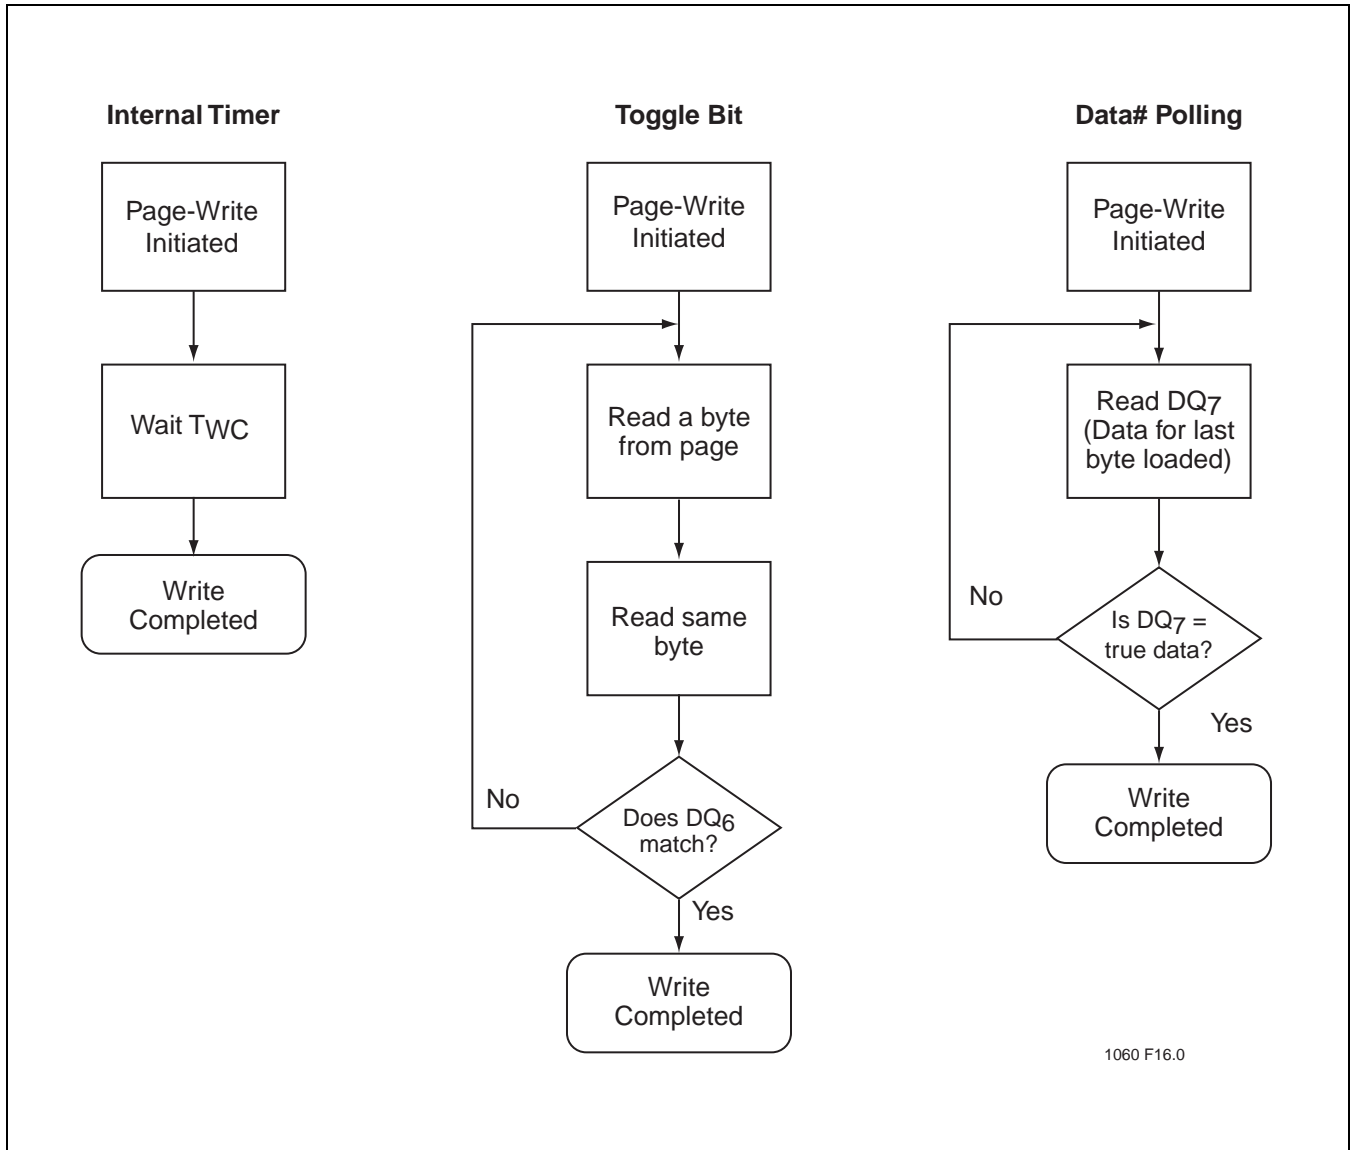 Internal Timer
Page-Write
Initiated
Wait TWC
Write
Completed
Toggle Bit
Page-Write
Initiated
Read a byte
from page
Read same
byte
No
Does DQ6
match?
Yes
Write
Completed
Data# Polling
Page-Write
Initiated
Read DQ7
(Data for last
byte loaded)
No
Is DQ7 =
true data?
Yes
Write
Completed
1060 F16.0